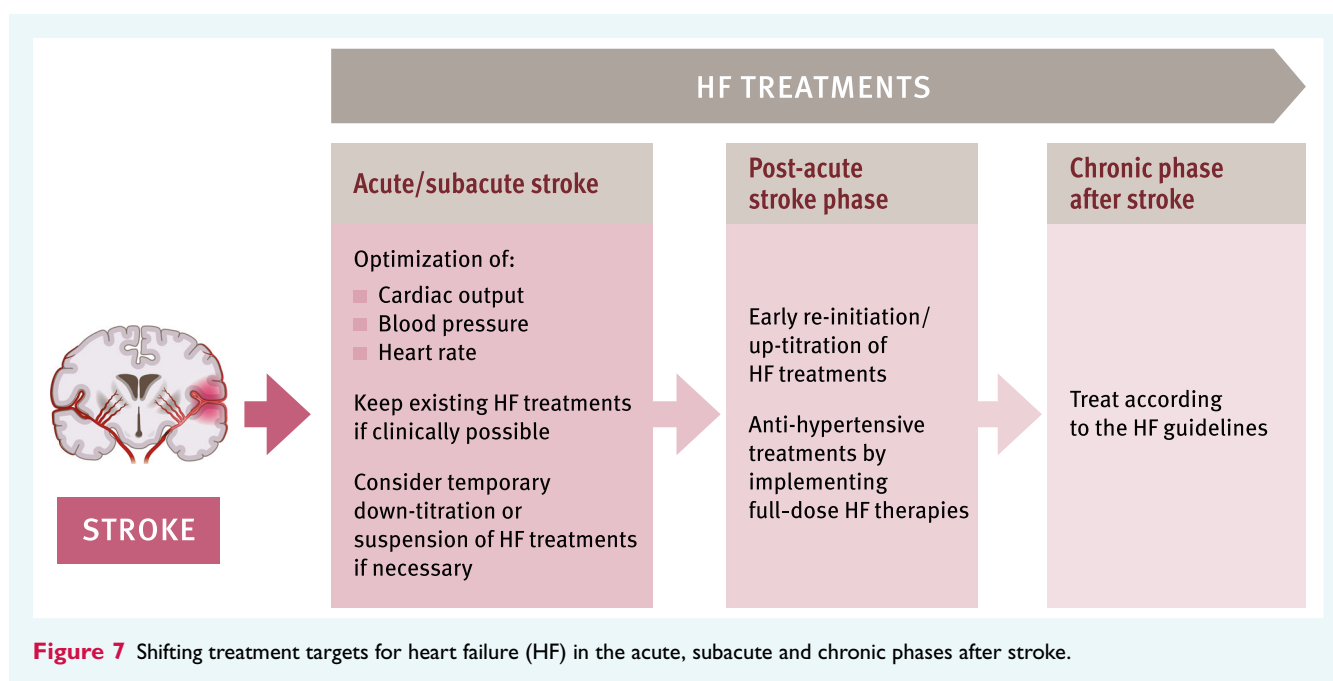 HF TREATMENTS
Acute/subacute stroke
Optimization of:
Cardiac output
Blood pressure
Heart rate
Keep existing HF treatments
if clinically possible
Consider temporary
down-titration or
suspension of HF treatments
if necessary
Post-acute
stroke phase
Early re-initiation/
up-titration of
HF treatments
Anti-hypertensive
treatments by
implementing
full-dose HF therapies
Chronic phase
after stroke
Treat according
to the HF guidelines
STROKE
Figure 7 Shifting treatment targets for heart failure (HF) in the acute, subacute and chronic phases after stroke.